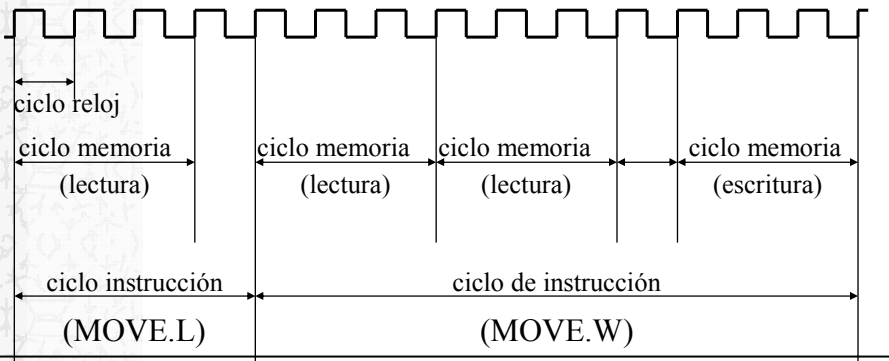 ciclo reloj
ciclo memoria ciclo memoria ciclo memoria ciclo memoria
(lectura) (lectura) (lectura) (escritura)
ciclo instrucción ciclo de instrucción
(MOVE.L) (MOVE.W)